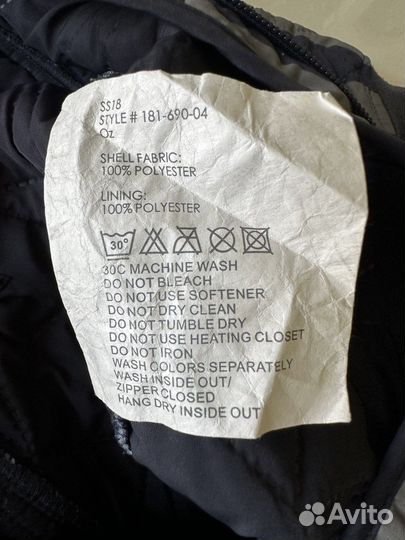 SS18
STYLE # 181-690-04
Oz
SHELL FABRIC:
100% POLYESTER
LINING:
100% POLYESTER
30°
30C MACHINE WASH
DO NOT BLEACH
DO NOT USE SOFTENER
DO NOT DRY CLEAN
DO NOT TUMBLE DRY
DO NOT USE HEATING CLOSET
DO NOT IRON
WASH COLORS SEPARATELY
WASH INSIDE OUT/
ZIPPER CLOSED
HANG DRY INSIDE OUT
Avito